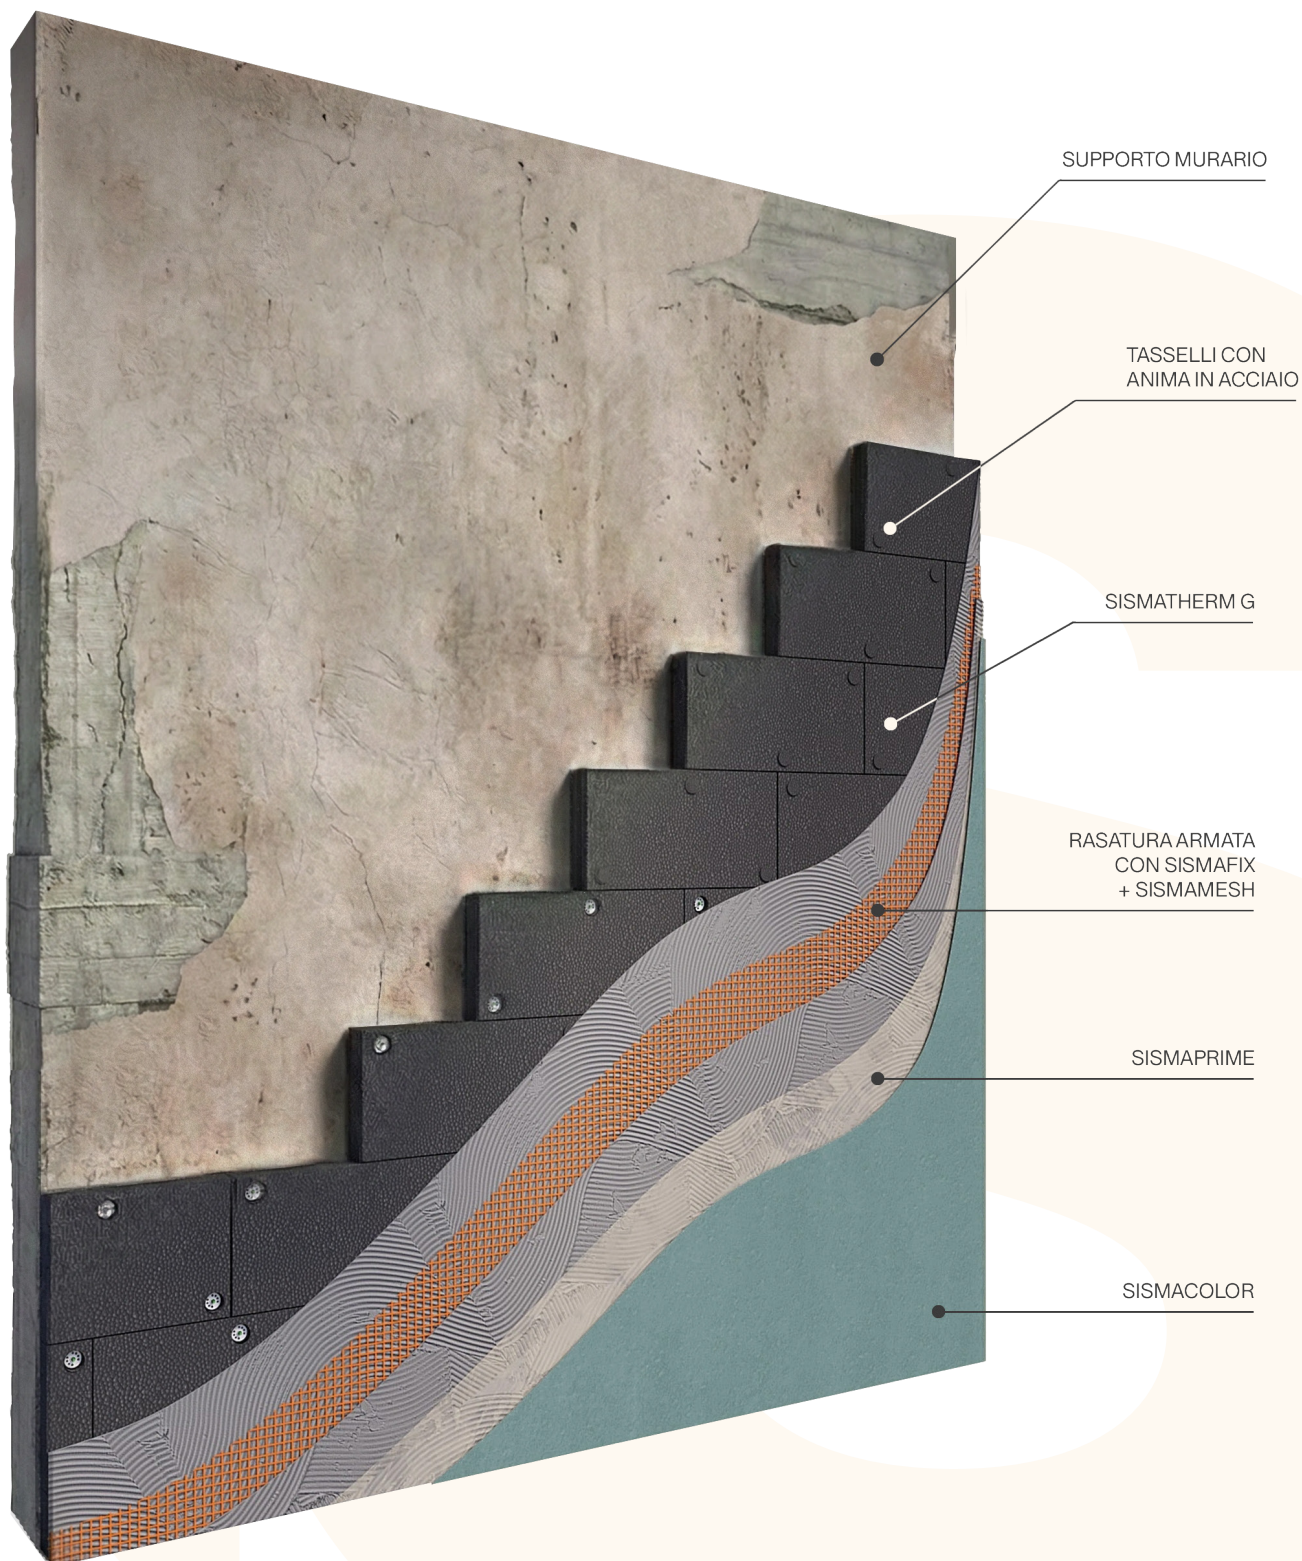 SUPPORTO MURARIO
TASSELLI CON
ANIMA IN ACCIAIO
SISMATHERM G
RASATURA ARMATA
CON SISMAFIX
+ SISMAMESH
SISMAPRIME
SISMACOLOR